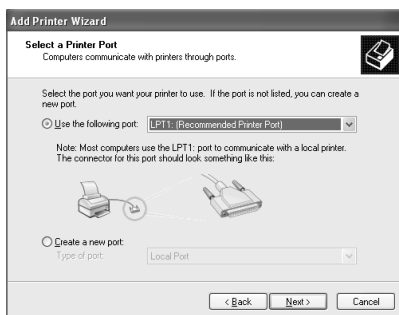 Add Printer Wizard
Select a Printer Port
Computers communicate with printers through ports.
Select the port you want your printer to use. If the port is not listed, you can create a
new port.
Use the following port: LPT1: (Recommended Printer Port)
Note: Most computers use the LPT1: port to communicate with a local printer.
The connector for this port should look something like this:
Create a new port:
Type of port: Local Port
< Back Next > Cancel